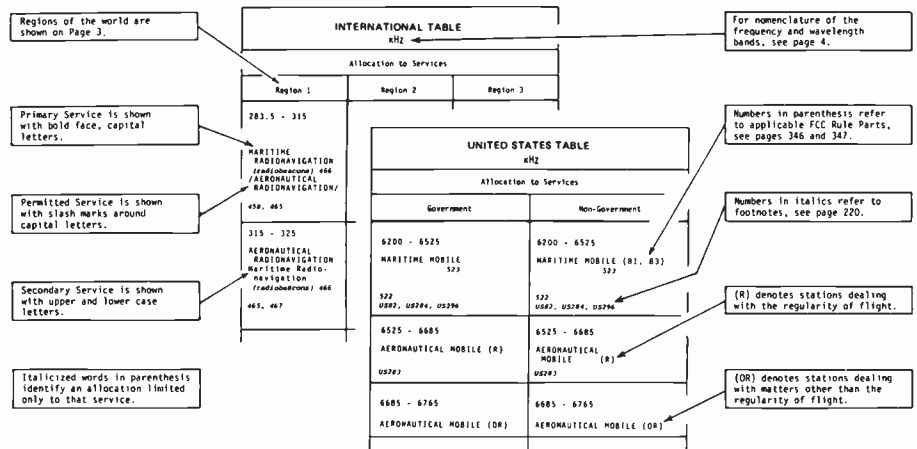 Regions of the world are
shown on Page 3.
Primary Service is shown
with bold face, capital
letters.
Permitted Service is shown
with slash marks around
capital letters.
Secondary Service is shown
with upper and lower case
letters.
Italicized words in parenthesis
identify an allocation limited
only to that service.
INTERNATIONAL TABLE
kHz
Allocation to Services
Region 1
Region 2
Region 3
283.5 - 315
MARITIME
RADIONAVIGATION
(radiobeacons) 466
/AERONAUTICAL
RADIONAVIGATION/
458, 465
315 - 325
AERONAUTICAL
RADIONAVIGATION
Maritime Radio-
navigation
(radiobeacons) 466
465, 467
UNITED STATES TABLE
kHz
Allocation to Services
Government
Non-Government
6200 - 6525
MARITIME MOBILE
523
522
US82, US284, US296
6200 - 6525
MARITIME MOBILE (81, 83)
523
522
US82, US284, US296
6525 - 6685
AERONAUTICAL MOBILE (R)
US283
6525 - 6685
AERONAUTICAL
MOBILE (R)
US283
6685 - 6765
AERONAUTICAL MOBILE (OR)
6685 - 6765
AERONAUTICAL MOBILE (OR)
For nomenclature of the
frequency and wavelength
bands, see page 4.
Numbers in parenthesis refer
to applicable FCC Rule Parts,
see pages 346 and 347.
Numbers in italics refer to
footnotes, see page 220.
(R) denotes stations dealing
with the regularity of flight.
(OR) denotes stations dealing
with matters other than the
regularity of flight.